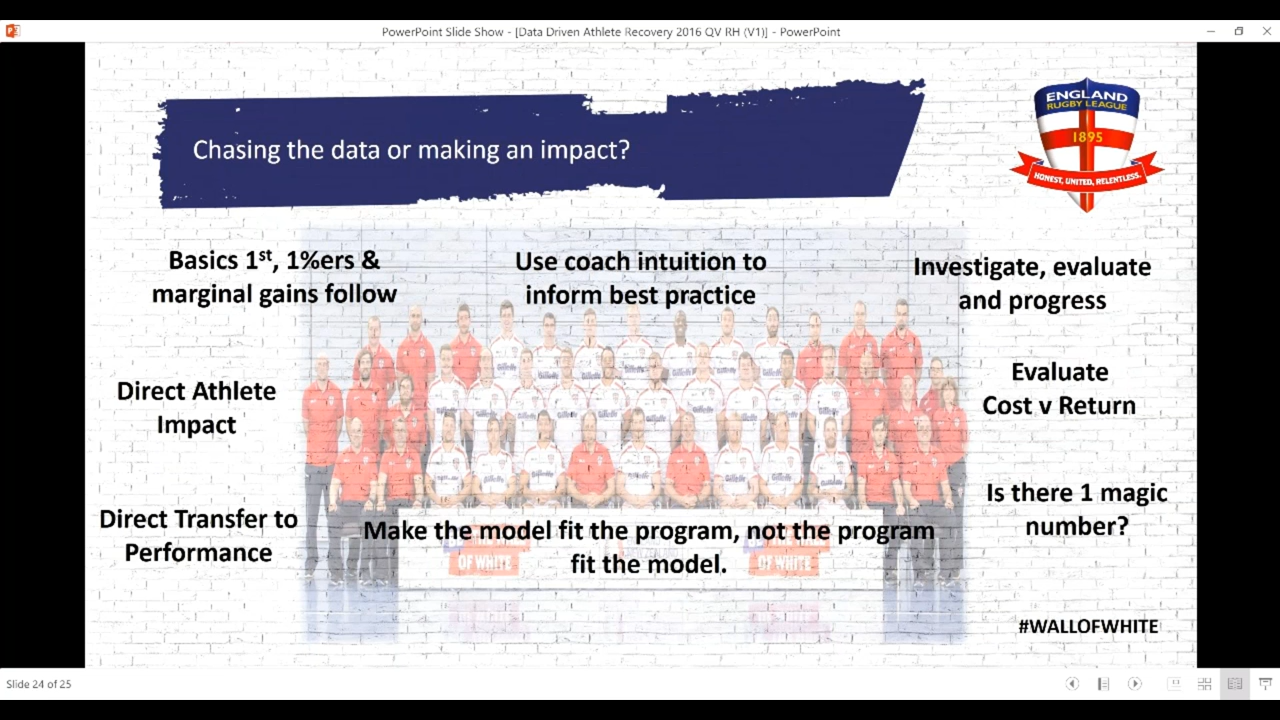 PowerPoint Slide Show - [Data Driven Athlete Recovery 2016 QV RH (V1)] - PowerPoint
Chasing the data or making an impact?
ENGLAND
RUGBY LEAGUE
1895
HONEST, UNITED, RELENTLESS.
Basics 1st, 1%ers &
marginal gains follow
Use coach intuition to
inform best practice
Investigate, evaluate
and progress
Direct Athlete
Impact
Evaluate
Cost v Return
Direct Transfer to
Performance
Make the model fit the program, not the program
fit the model.
OF WHITE
OF WHITE
Is there 1 magic
number?
#WALLOFWHITE
Slide 24 of 25